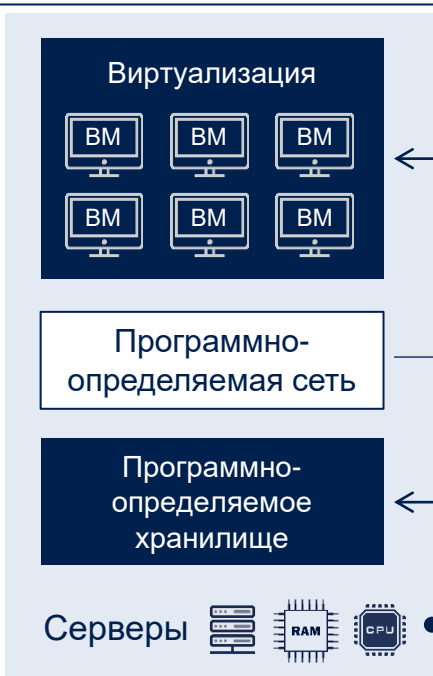 Виртуализация
ВМ ВМ ВМ
ВМ ВМ ВМ
Программно-
определяемая сеть
Программно-
определяемое
хранилище
Серверы RAM CPU